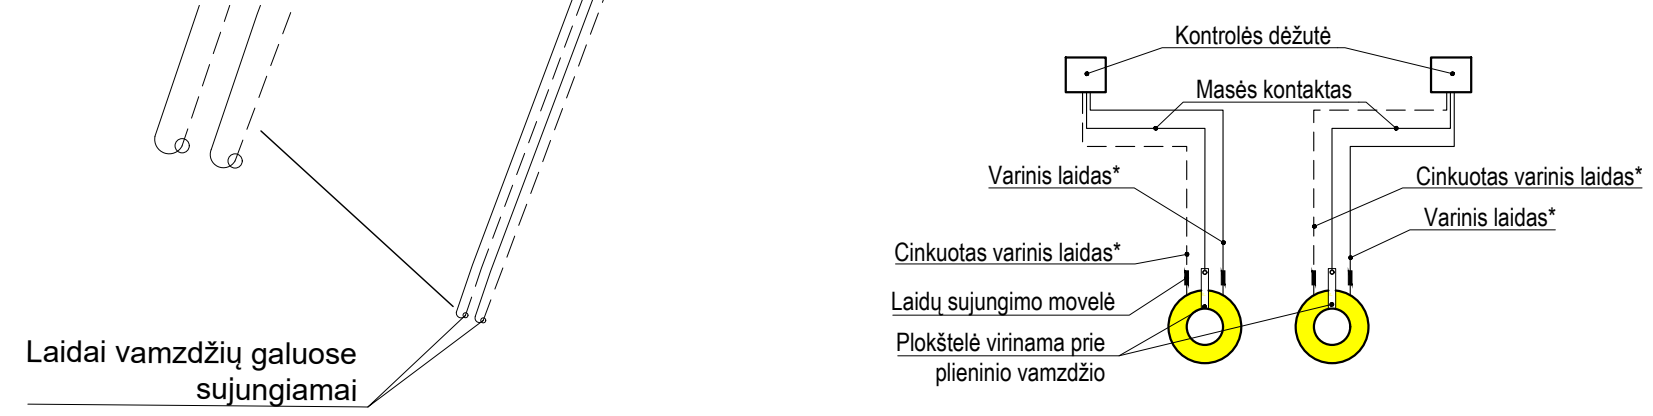 Laidai vamzdžių galuose
sujungiamai
Kontrolės dėžutė
Masės kontaktas
Varinis laidas*
Cinkuotas varinis laidas*
Varinis laidas*
Cinkuotas varinis laidas*
Laidų sujungimo movelė
Plokštelė virinama prie
plieninio vamzdžio